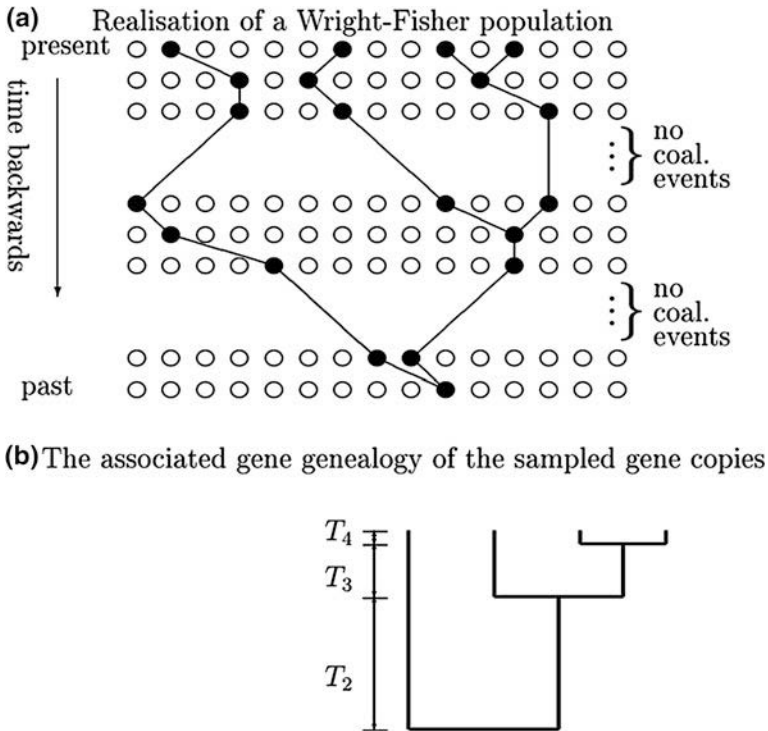 (a) Realisation of a Wright-Fisher population
present
time backwards
no
coal.
events
no
coal.
events
past
(b) The associated gene genealogy of the sampled gene copies
T4
T3
T2